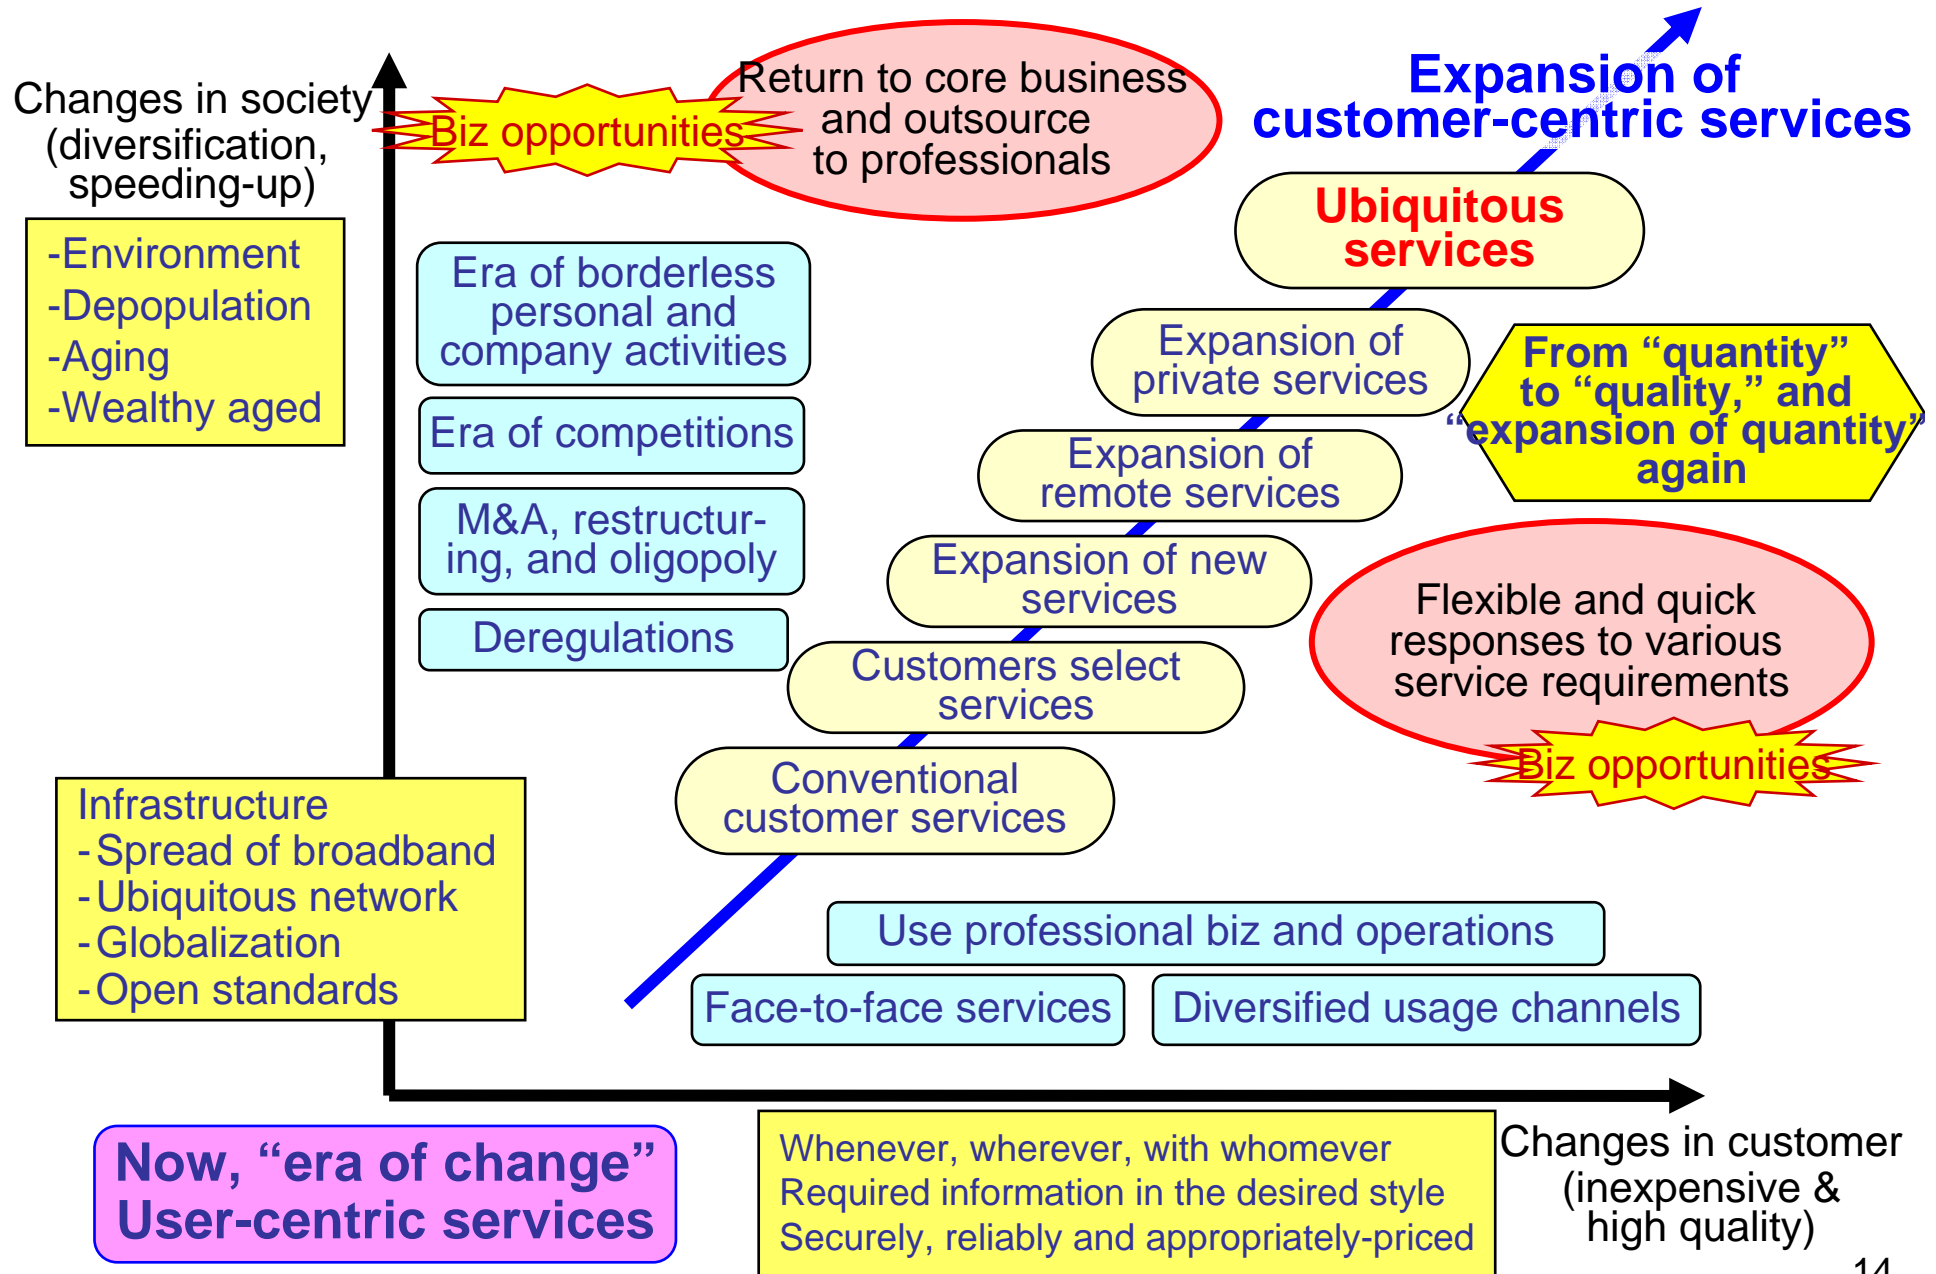 Changes in society
(diversification,
speeding-up)
Biz opportunities
Return to core business
and outsource
to professionals
Expansion of
customer-centric services
-Environment
-Depopulation
-Aging
-Wealthy aged
Era of borderless
personal and
company activities
Era of competitions
M&A, restructur-
ing, and oligopoly
Deregulations
Ubiquitous
services
Expansion of
private services
Expansion of
remote services
Expansion of new
services
Customers select
services
Conventional
customer services
From “quantity”
to “quality,” and
“expansion of quantity”
again
Flexible and quick
responses to various
service requirements
Biz opportunities
Infrastructure
-Spread of broadband
-Ubiquitous network
-Globalization
-Open standards
Use professional biz and operations
Face-to-face services
Diversified usage channels
Now, “era of change”
User-centric services
Whenever, wherever, with whomever
Required information in the desired style
Securely, reliably and appropriately-priced
Changes in customer
(inexpensive &
high quality)
14